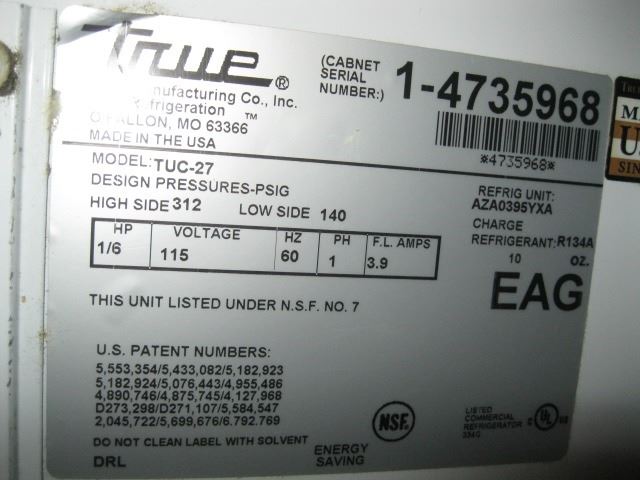 True®
(CABNET
SERIAL
NUMBER:) 1-4735968
Manufacturing Co., Inc.
Refrigeration ™
O'FALLON, MO 63366
MADE IN THE USA
*4735968*
MODEL: TUC-27
DESIGN PRESSURES-PSIG
HIGH SIDE 312 LOW SIDE 140
REFRIG UNIT:
AZA0395YXA
CHARGE
REFRIGERANT: R134A
10 OZ.
HP VOLTAGE HZ PH F.L. AMPS
1/6 115 60 1 3.9
EAG
THIS UNIT LISTED UNDER N.S.F. NO. 7
U.S. PATENT NUMBERS:
5,553,354/5,433,082/5,182,923
5,182,924/5,076,443/4,955,486
4,890,746/4,875,745/4,127,968
D273,298/D271,107/5,584,547
2,045,722/5,699,676/6.792.769
DO NOT CLEAN LABEL WITH SOLVENT
DRL
ENERGY
SAVING
NSF.
LISTED
COMMERCIAL
REFRIGERATOR
C UL US